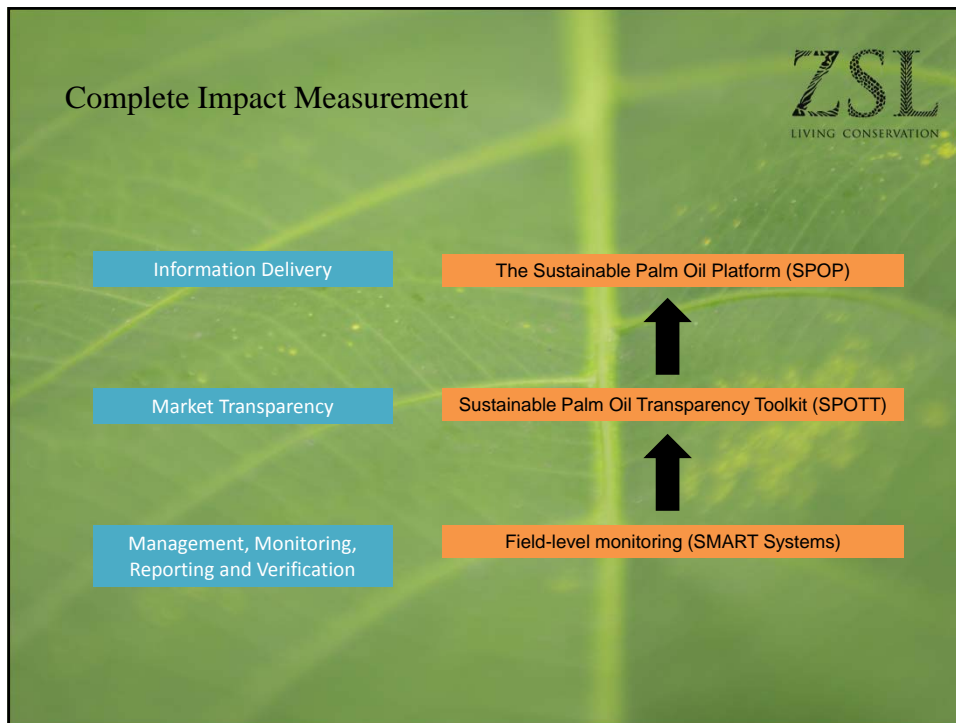 Complete Impact Measurement
ZSL
LIVING CONSERVATION
Information Delivery
The Sustainable Palm Oil Platform (SPOP)
Market Transparency
Sustainable Palm Oil Transparency Toolkit (SPOTT)
Management, Monitoring,
Reporting and Verification
Field-level monitoring (SMART Systems)